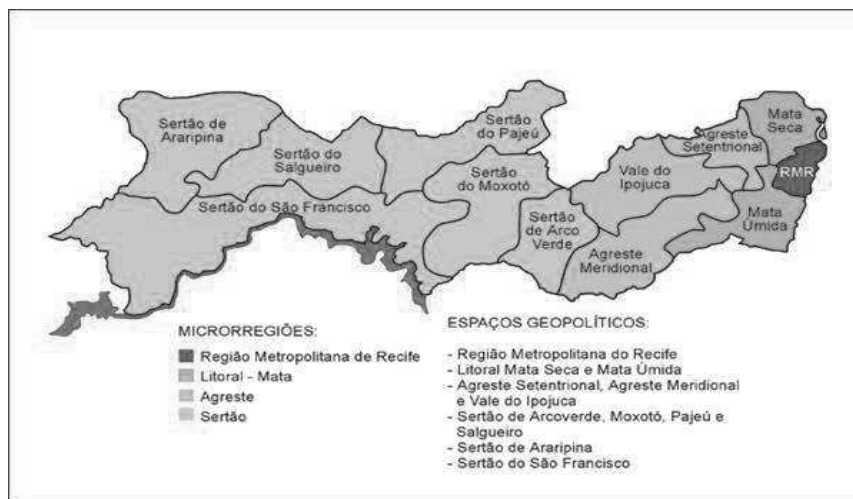 Sertão de
Araripina
Sertão do
Salgueiro
Sertão
do Pajeú
Agreste
Setentrional
Mata
Seca
RMR
Sertão
do Moxotó
Vale do
Ipojuca
Sertão do São Francisco
Sertão
de Arco
Verde
Agreste
Meridional
Mata
Úmida
MICRORREGIÕES:
Região Metropolitana de Recife
Litoral - Mata
Agreste
Sertão
ESPAÇOS GEOPOLÍTICOS:
- Região Metropolitana do Recife
- Litoral Mata Seca e Mata Úmida
- Agreste Setentrional, Agreste Meridional
e Vale do Ipojuca
- Sertão de Arcoverde, Moxotó, Pajeú e
Salgueiro
- Sertão de Araripina
- Sertão do São Francisco